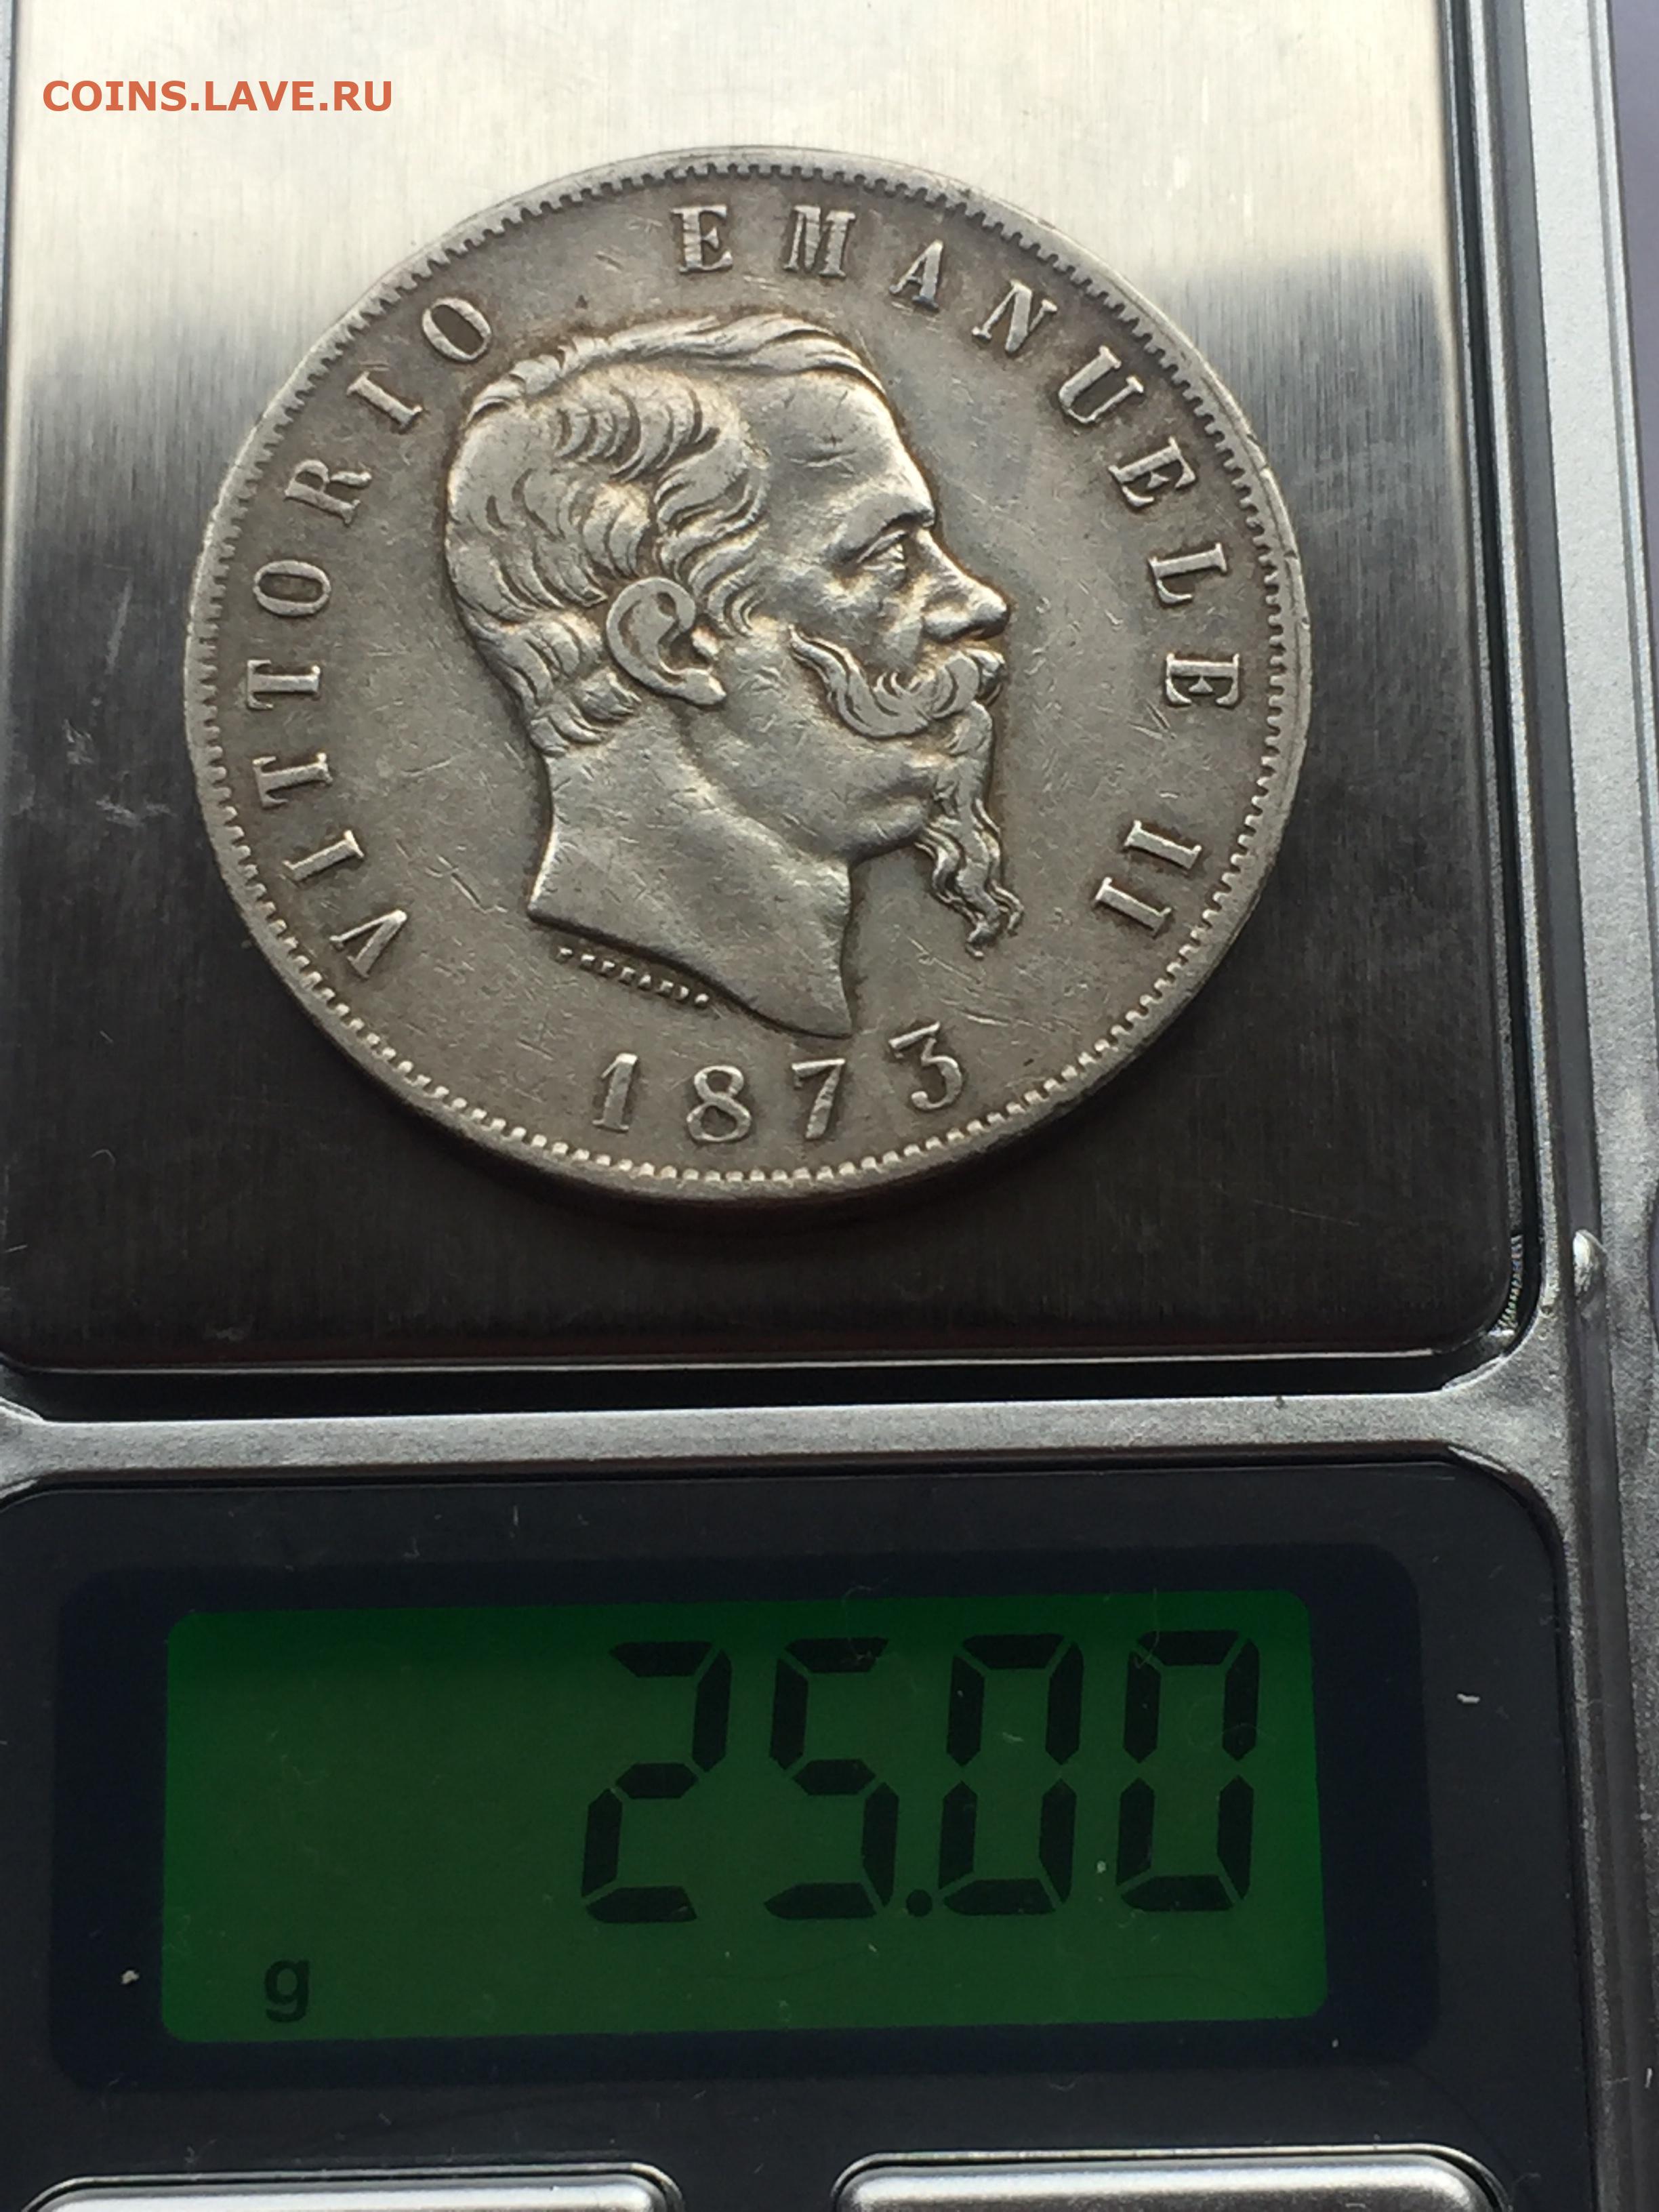 COINS.LAVE.RU
VITTORIO EMANUELE II
1873
25.00
g